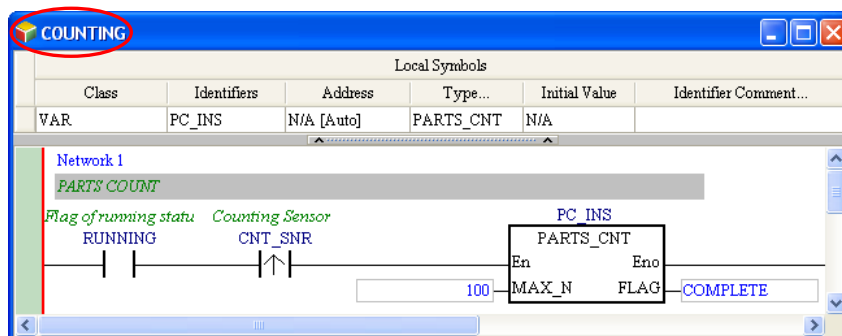 COUNTING
Local Symbols
Class Identifiers Address Type... Initial Value Identifier Comment...
VAR PC_INS N/A [Auto] PARTS_CNT N/A
Network 1
PARTS COUNT
Flag of running statu Counting Sensor PC_INS
RUNNING CNT_SNR PARTS_CNT
En Eno
100 MAX_N FLAG COMPLETE